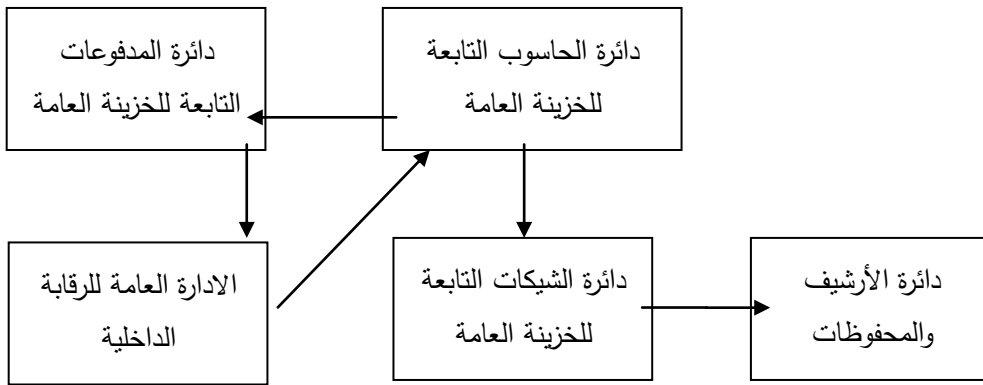 دائرة الحاسوب التابعة
للخزينة العامة
دائرة المدفوعات
التابعة للخزينة العامة
دائرة الأرشيف
والمحفوظات
دائرة الشيكات التابعة
للخزينة العامة
الادارة العامة للرقابة
الداخلية